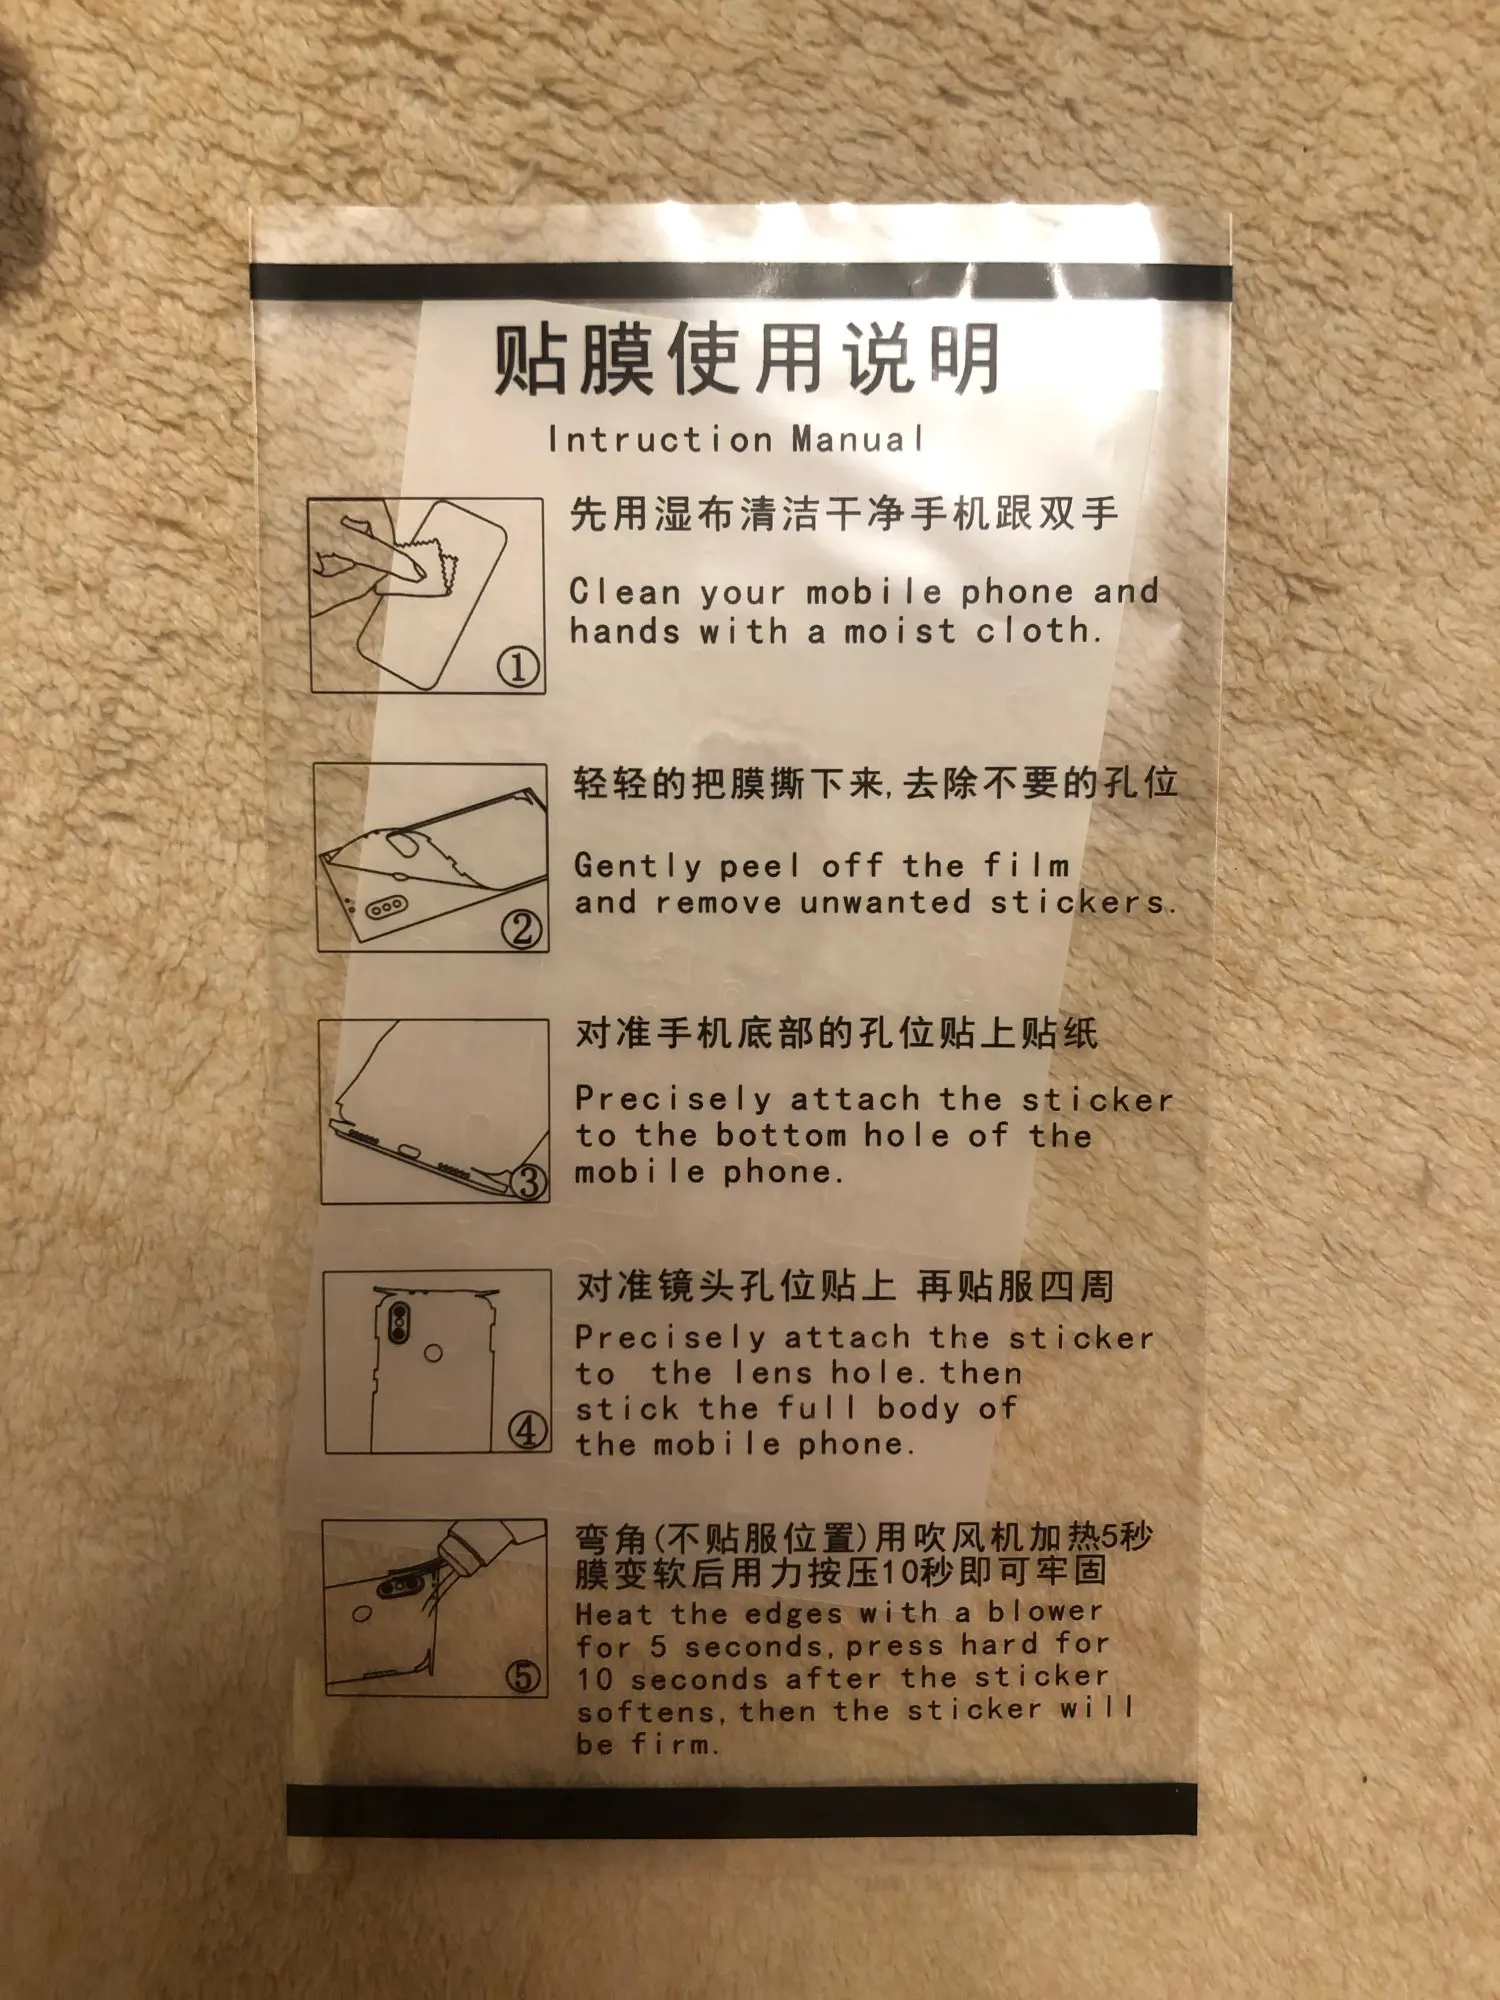 贴膜使用说明
Intruction Manual
先用湿布清洁干净手机跟双手
Clean your mobile phone and
hands with a moist cloth.
①
轻轻的把膜撕下来,去除不要的孔位
Gently peel off the film
and remove unwanted stickers.
②
对准手机底部的孔位贴上贴纸
Precisely attach the sticker
to the bottom hole of the
mobile phone.
③
对准镜头孔位贴上 再贴服四周
Precisely attach the sticker
to the lens hole.then
stick the full body of
the mobile phone.
④
弯角(不贴服位置)用吹风机加热5秒
膜变软后用力按压10秒即可牢固
Heat the edges with a blower
for 5 seconds,press hard for
10 seconds after the sticker
softens,then the sticker will
be firm.
⑤